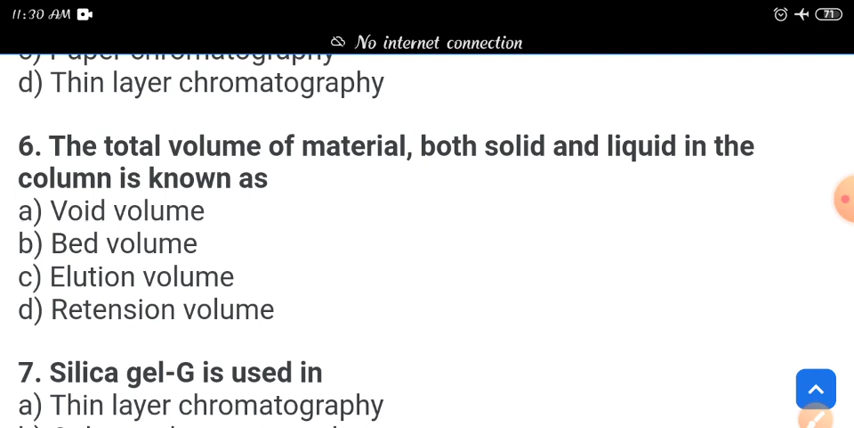 11:30 AM
71
No internet connection
c) Paper chromatography
d) Thin layer chromatography
6. The total volume of material, both solid and liquid in the
column is known as
a) Void volume
b) Bed volume
c) Elution volume
d) Retension volume
7. Silica gel-G is used in
a) Thin layer chromatography